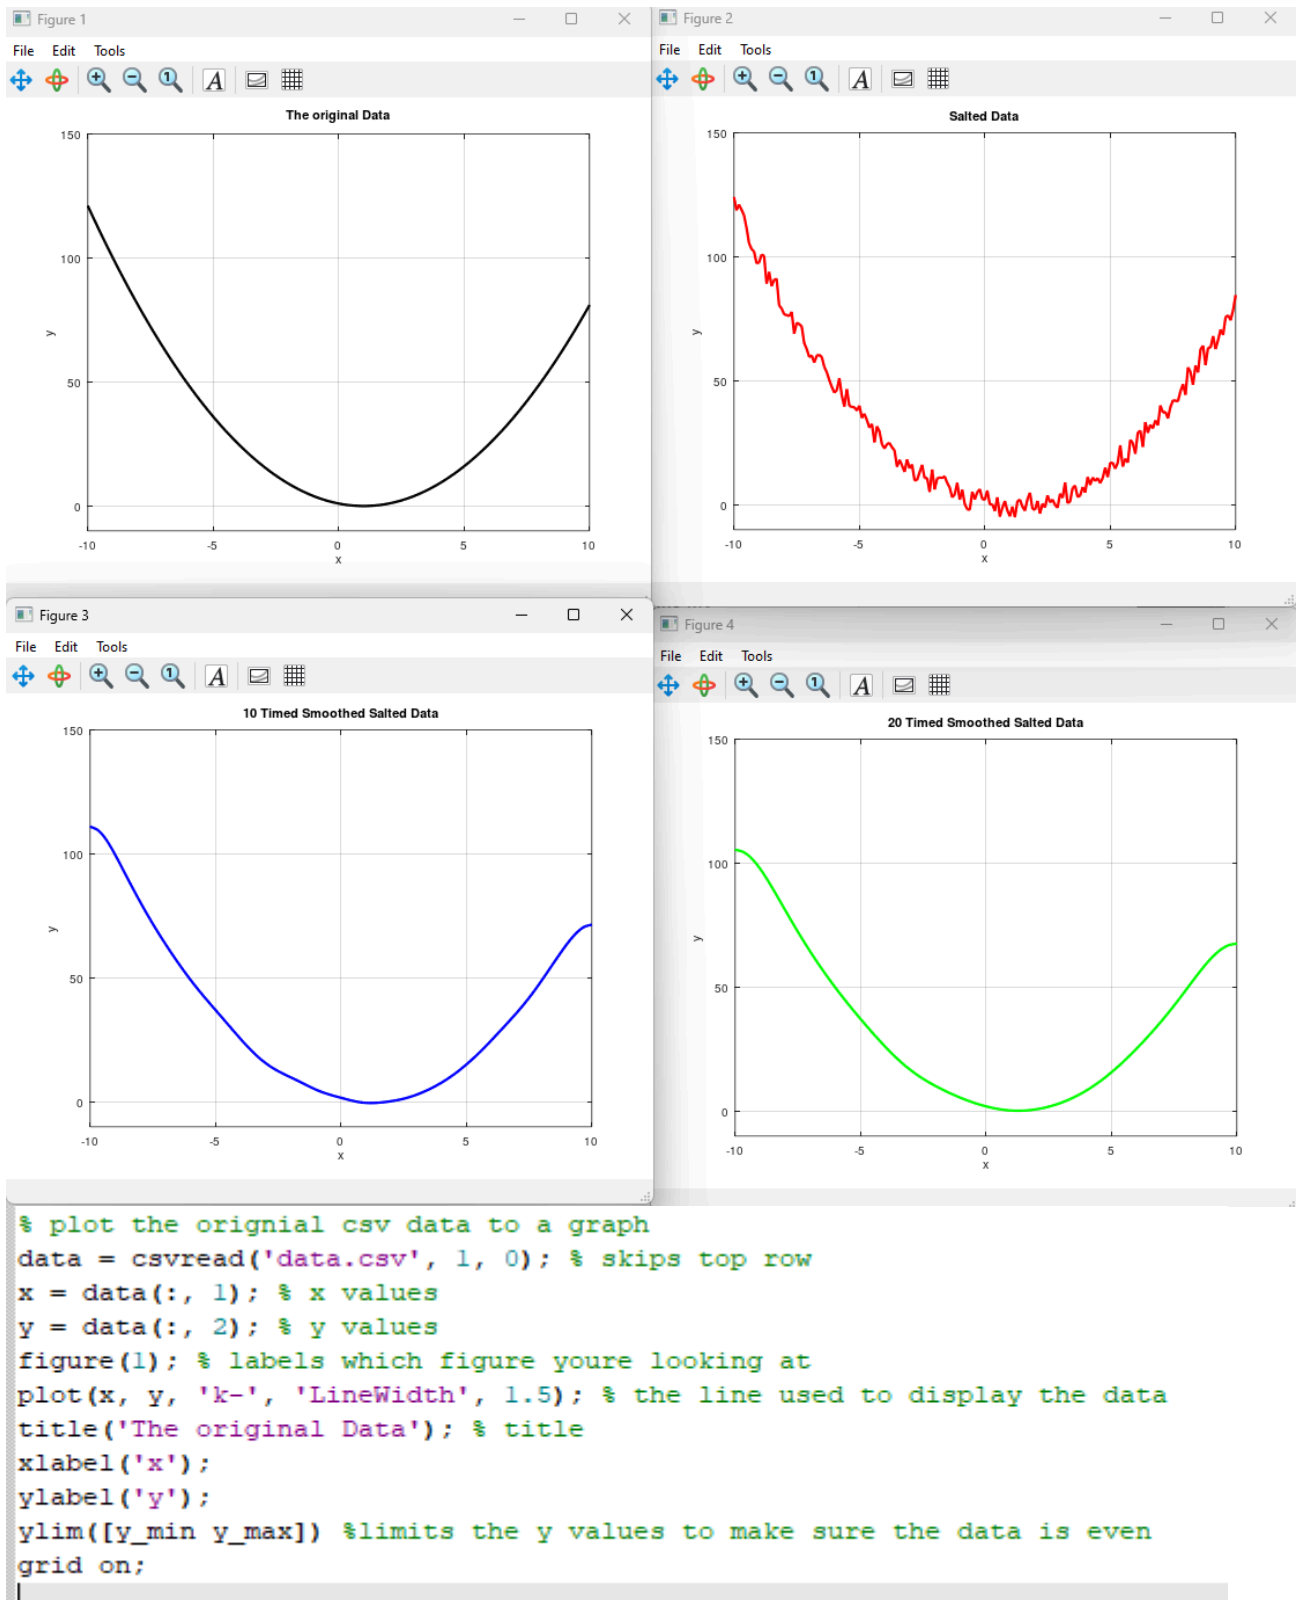 Figure 1
File Edit Tools
A
The original Data
150
100
50
0
y
-10 -5 0 5 10
x
Figure 2
File Edit Tools
A
Salted Data
150
100
50
0
y
-10 -5 0 5 10
x
Figure 3
File Edit Tools
A
10 Timed Smoothed Salted Data
150
100
50
0
y
-10 -5 0 5 10
x
Figure 4
File Edit Tools
A
20 Timed Smoothed Salted Data
150
100
50
0
y
-10 -5 0 5 10
x
% plot the orignial csv data to a graph
data = csvread('data.csv', 1, 0); % skips top row
x = data(:, 1); % x values
y = data(:, 2); % y values
figure(1); % labels which figure youre looking at
plot(x, y, 'k-', 'LineWidth', 1.5); % the line used to display the data
title('The original Data'); % title
xlabel('x');
ylabel('y');
ylim([y_min y_max]) %limits the y values to make sure the data is even
grid on;